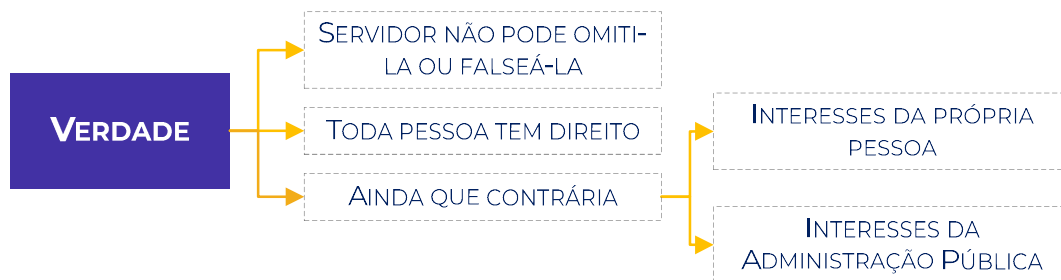 SERVIDOR NÃO PODE OMITI-
LA OU FALSEÁ-LA
VERDADE
TODA PESSOA TEM DIREITO
AINDA QUE CONTRÁRIA
INTERESSES DA PRÓPRIA
PESSOA
INTERESSES DA
ADMINISTRAÇÃO PÚBLICA